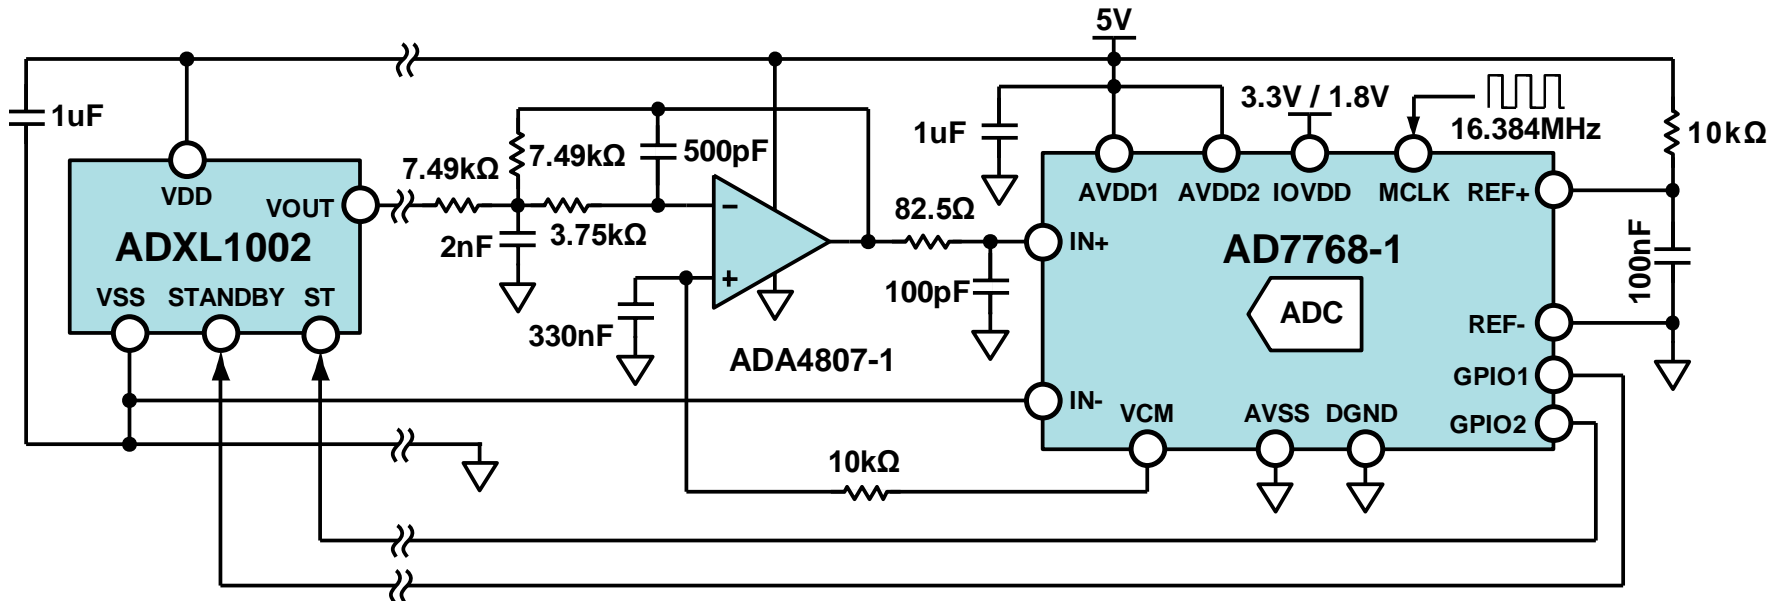 5V
1uF
VDD
VOUT
ADXL1002
VSS STANDBY ST
7.49kΩ
7.49kΩ
500pF
2nF
3.75kΩ
−
+
330nF
ADA4807-1
82.5Ω
100pF
10kΩ
1uF
3.3V / 1.8V
16.384MHz
10kΩ
AVDD1 AVDD2 IOVDD MCLK REF+
IN+
AD7768-1
100nF
ADC
REF-
GPIO1
IN-
VCM AVSS DGND
GPIO2